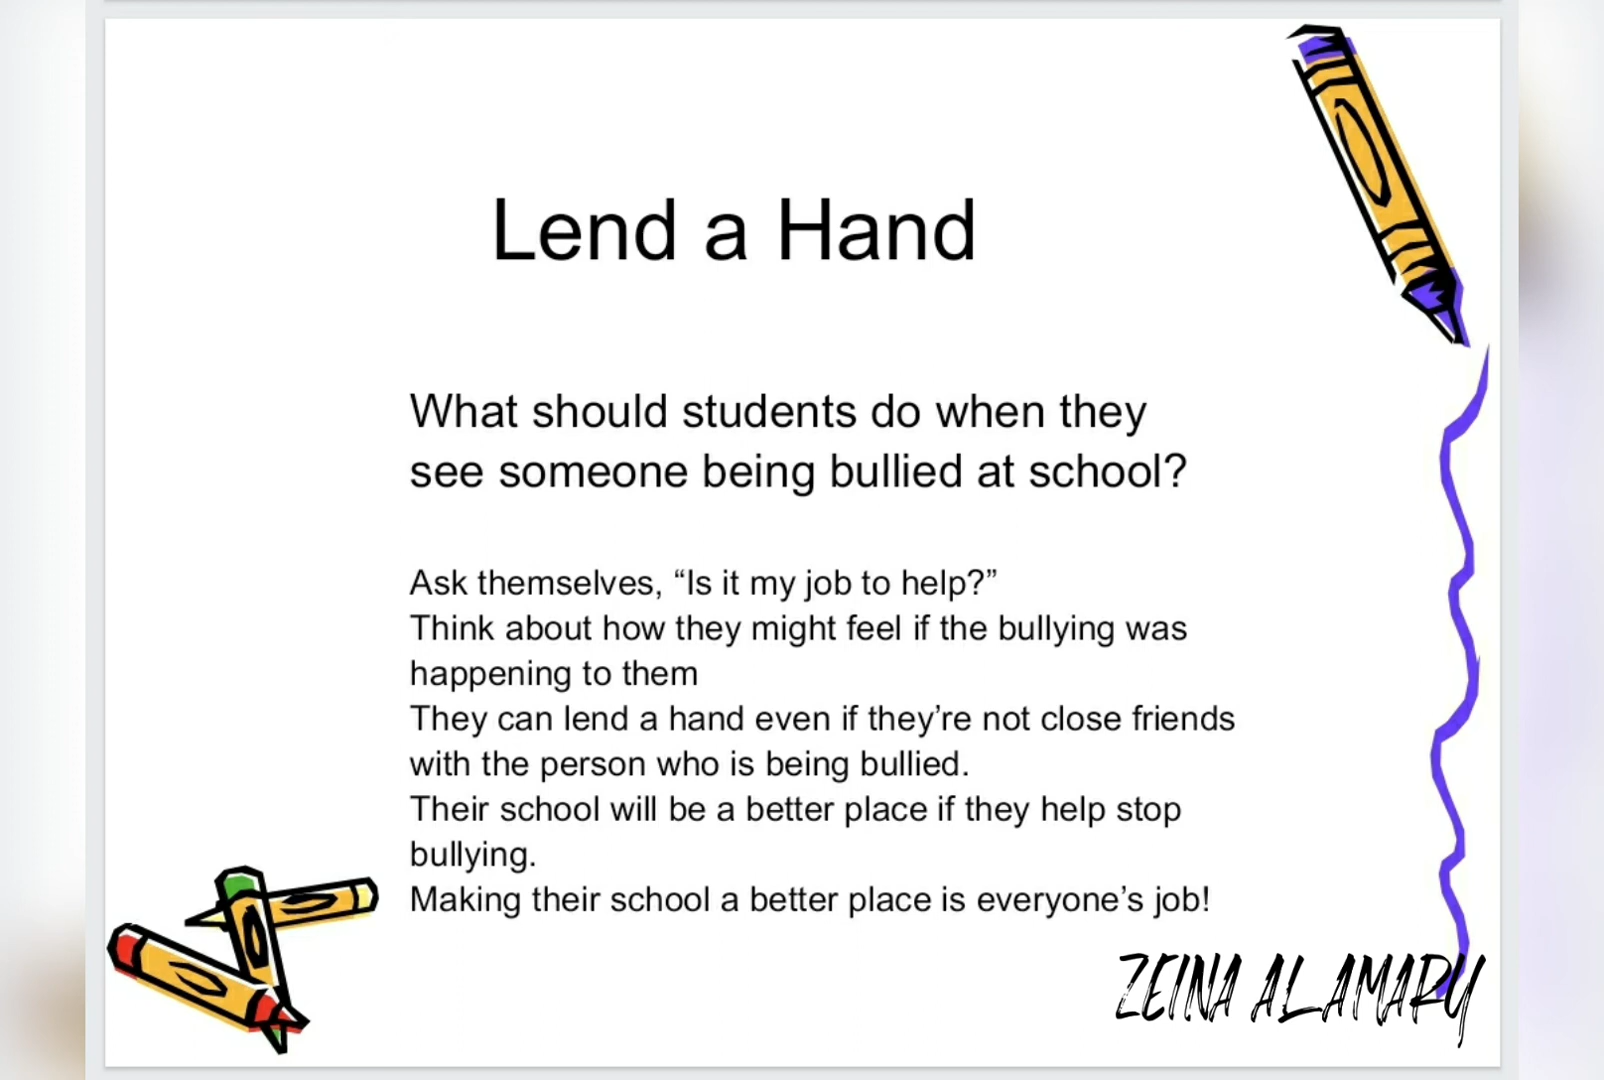 Lend a Hand
What should students do when they
see someone being bullied at school?
Ask themselves, “Is it my job to help?”
Think about how they might feel if the bullying was
happening to them
They can lend a hand even if they’re not close friends
with the person who is being bullied.
Their school will be a better place if they help stop
bullying.
Making their school a better place is everyone’s job!
ZEINA ALAMARY